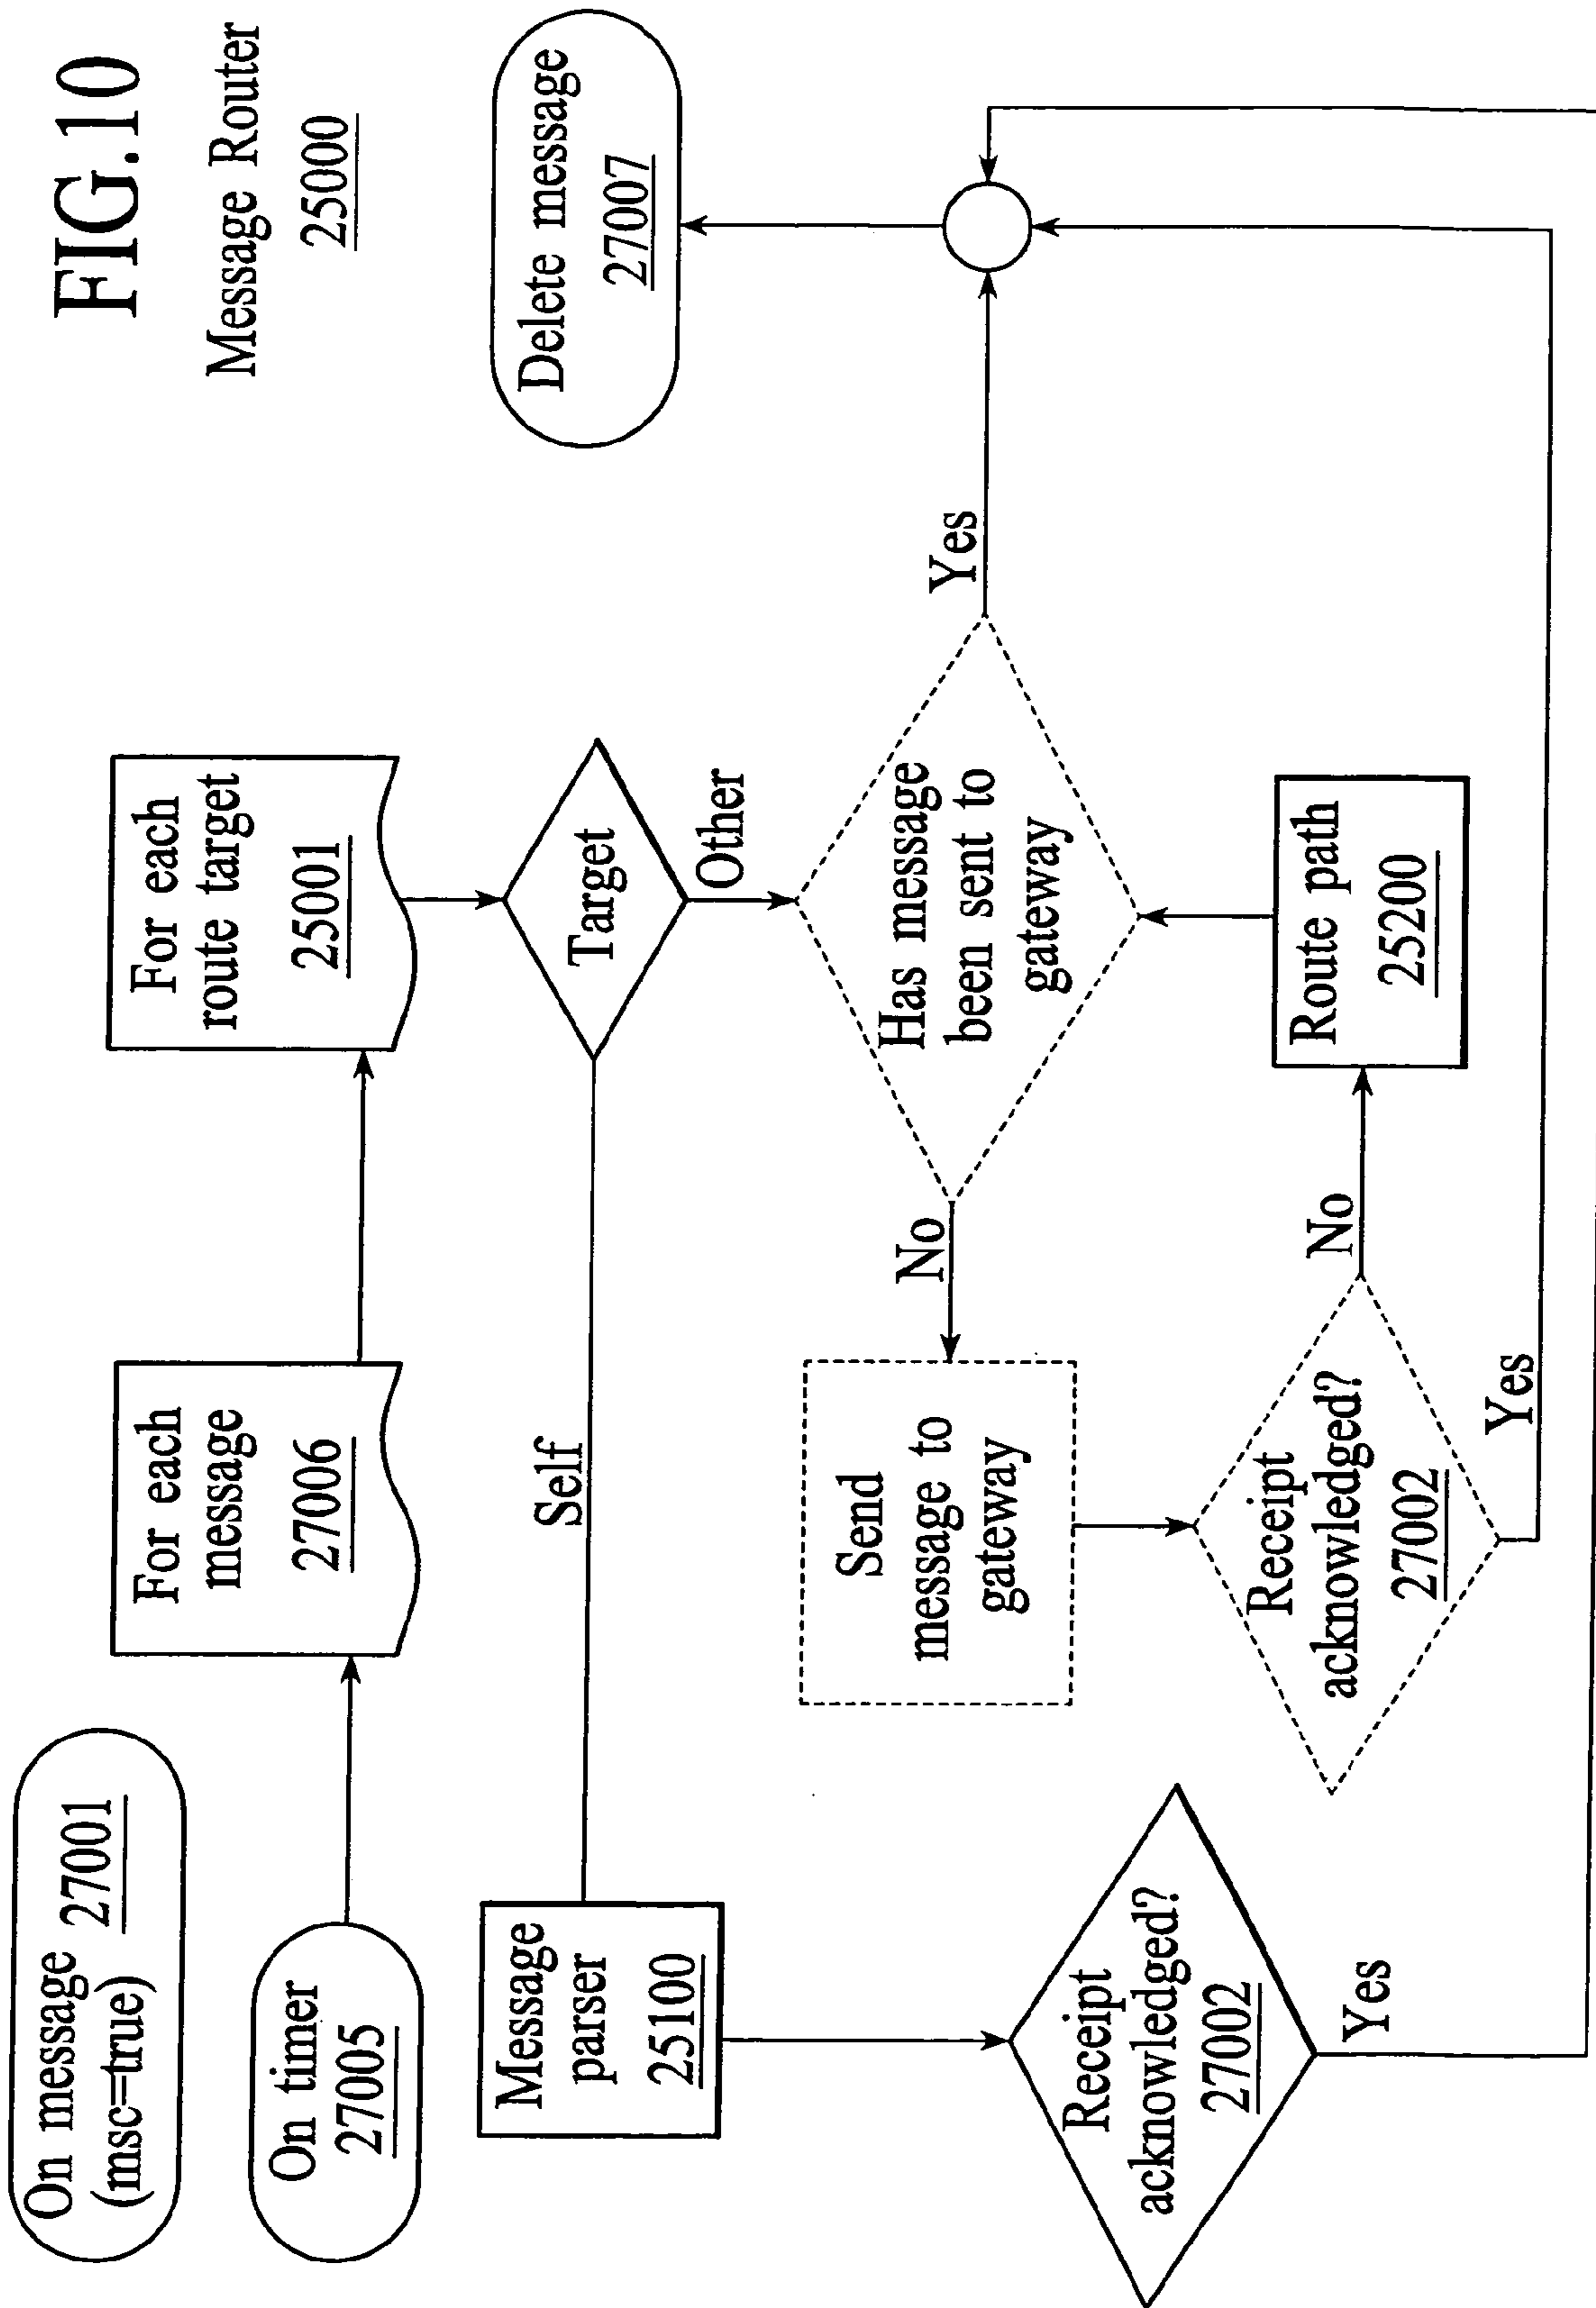 FIG.10
Message Router
25000
On message 27001
(msc=true)
On timer
27005
For each
message
27006
For each
route target
25001
Delete message
27007
Target
Self
Other
Message
parser
25100
Receipt
acknowledged?
27002
Yes
Has message
been sent to
gateway
Yes
No
Send
message to
gateway
Receipt
acknowledged?
27002
No
Yes
Route path
25200